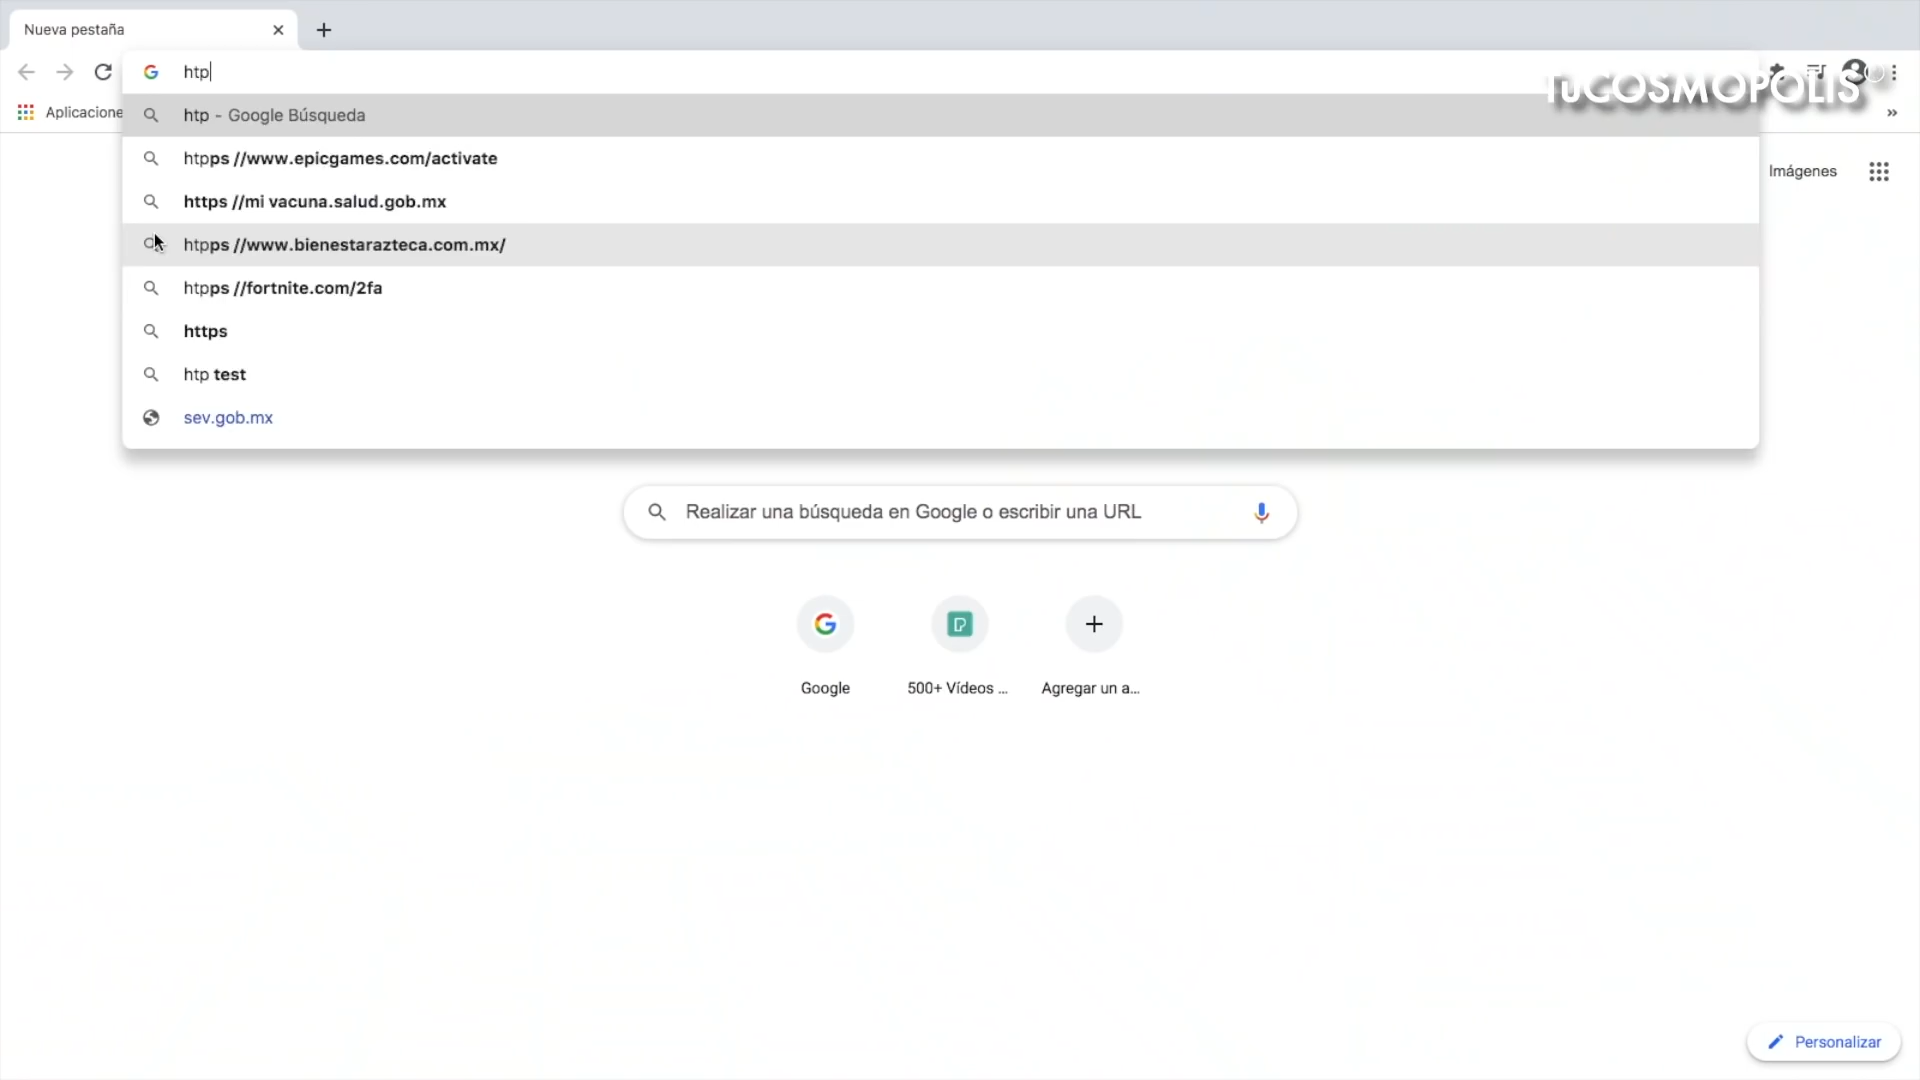 Nueva pestaña
htp
TuCOSMOPOLIS
Aplicacione
htp - Google Búsqueda
htpps //www.epicgames.com/activate
https //mi vacuna.salud.gob.mx
htpps //www.bienestarazteca.com.mx/
htpps //fortnite.com/2fa
https
htp test
sev.gob.mx
Imágenes
Realizar una búsqueda en Google o escribir una URL
Google
500+ Vídeos ...
Agregar un a...
Personalizar